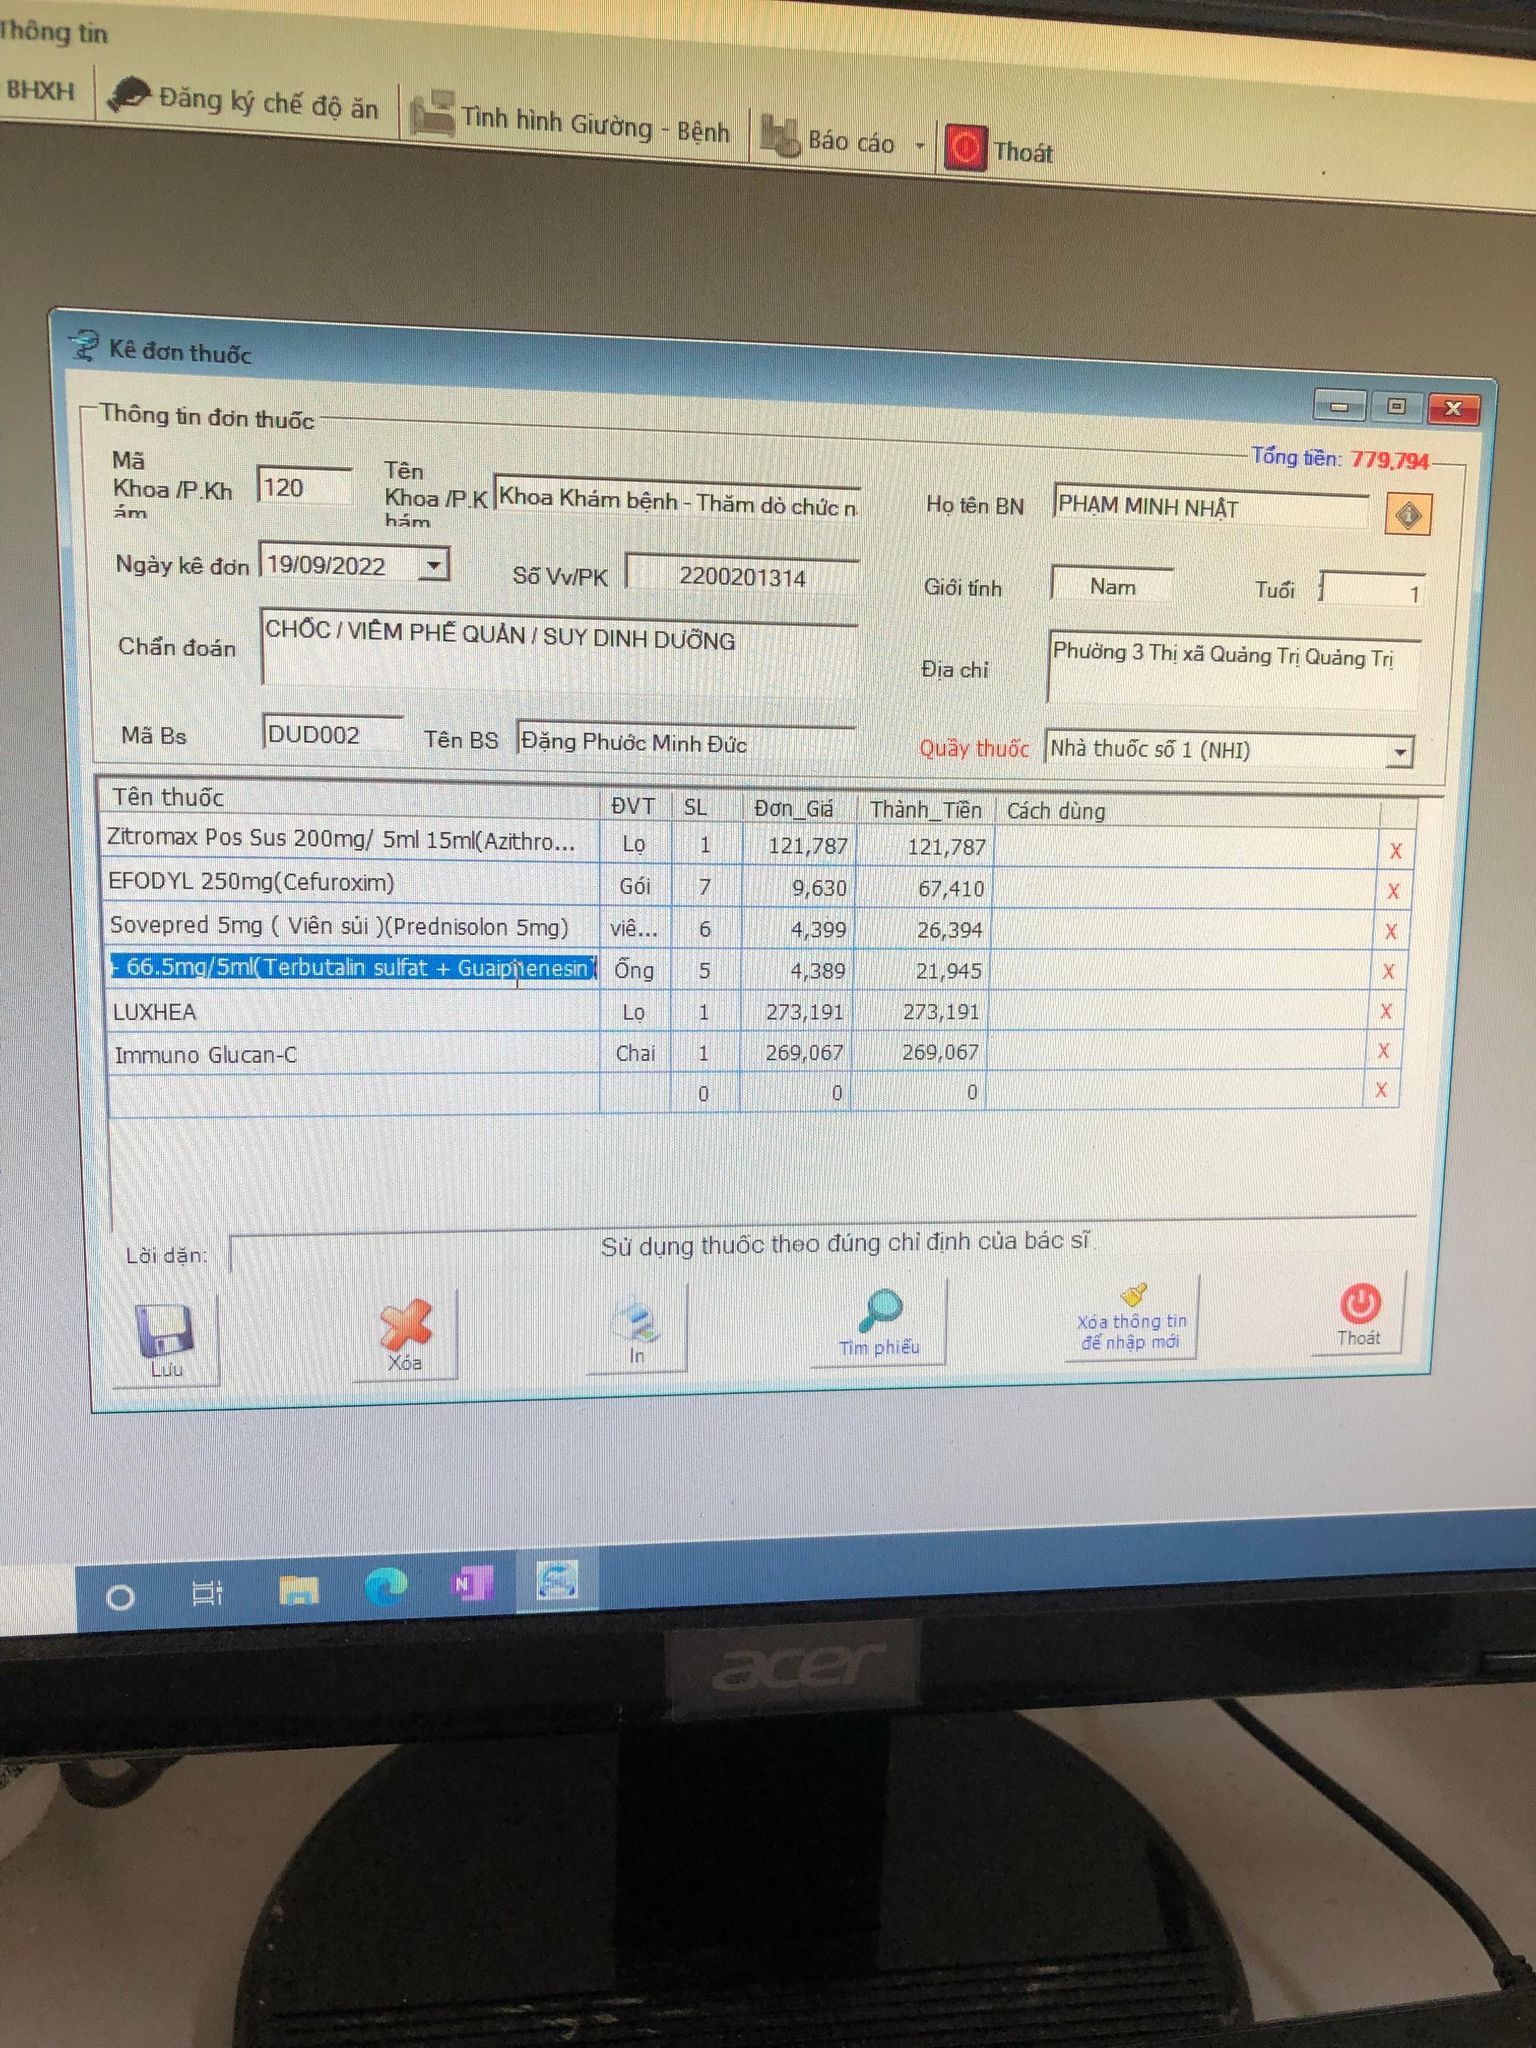 Thông tin
BHXH Đăng ký chế độ ăn Tình hình Giường - Bệnh Báo cáo Thoát
Kê đơn thuốc
Thông tin đơn thuốc
Tổng tiền: 779,794
Mã Khoa /P.Kh ám 120 Tên Khoa /P.K hám Khoa Khám bệnh - Thăm dò chức n Họ tên BN PHẠM MINH NHẬT
Ngày kê đơn 19/09/2022 Số Vv/PK 2200201314 Giới tính Nam Tuổi 1
Chẩn đoán CHỐC / VIÊM PHẾ QUẢN / SUY DINH DƯỠNG Địa chỉ Phường 3 Thị xã Quảng Trị Quảng Trị
Mã Bs DUD002 Tên BS Đặng Phước Minh Đức Quầy thuốc Nhà thuốc số 1 (NHI)
Tên thuốc ĐVT SL Đơn_Giá Thành_Tiền Cách dùng
Zitromax Pos Sus 200mg/ 5ml 15ml(Azithro... Lọ 1 121,787 121,787 X
EFODYL 250mg(Cefuroxim) Gói 7 9,630 67,410 X
Sovepred 5mg ( Viên sủi )(Prednisolon 5mg) viê... 6 4,399 26,394 X
- 66.5mg/5ml(Terbutalin sulfat + Guaiphenesin) Ống 5 4,389 21,945 X
LUXHEA Lọ 1 273,191 273,191 X
Immuno Glucan-C Chai 1 269,067 269,067 X
0 0 0 X
Lời dặn: Sử dụng thuốc theo đúng chỉ định của bác sĩ
Lưu Xóa In Tìm phiếu Xóa thông tin để nhập mới Thoát
N
acer